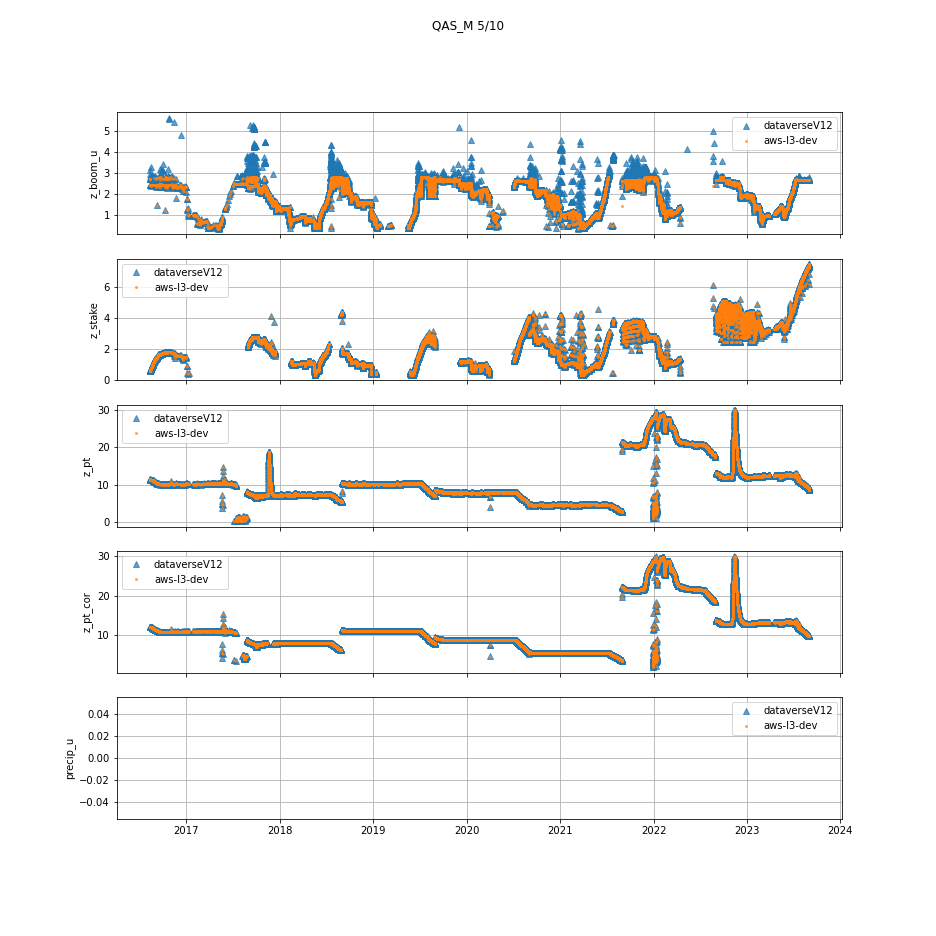 QAS_M 5/10
z_boom_u
5
4
3
2
1
dataverseV12
aws-l3-dev
z_stake
6
4
2
0
dataverseV12
aws-l3-dev
z_pt
30
20
10
0
dataverseV12
aws-l3-dev
z_pt_cor
30
20
10
dataverseV12
aws-l3-dev
precip_u
0.04
0.02
0.00
−0.02
−0.04
dataverseV12
aws-l3-dev
2017 2018 2019 2020 2021 2022 2023 2024